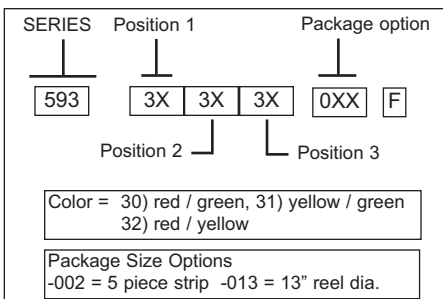 SERIES Position 1 Package option
593 3X 3X 3X 0XX F
Position 2 Position 3
Color = 30) red / green, 31) yellow / green
32) red / yellow
Package Size Options
-002 = 5 piece strip -013 = 13” reel dia.